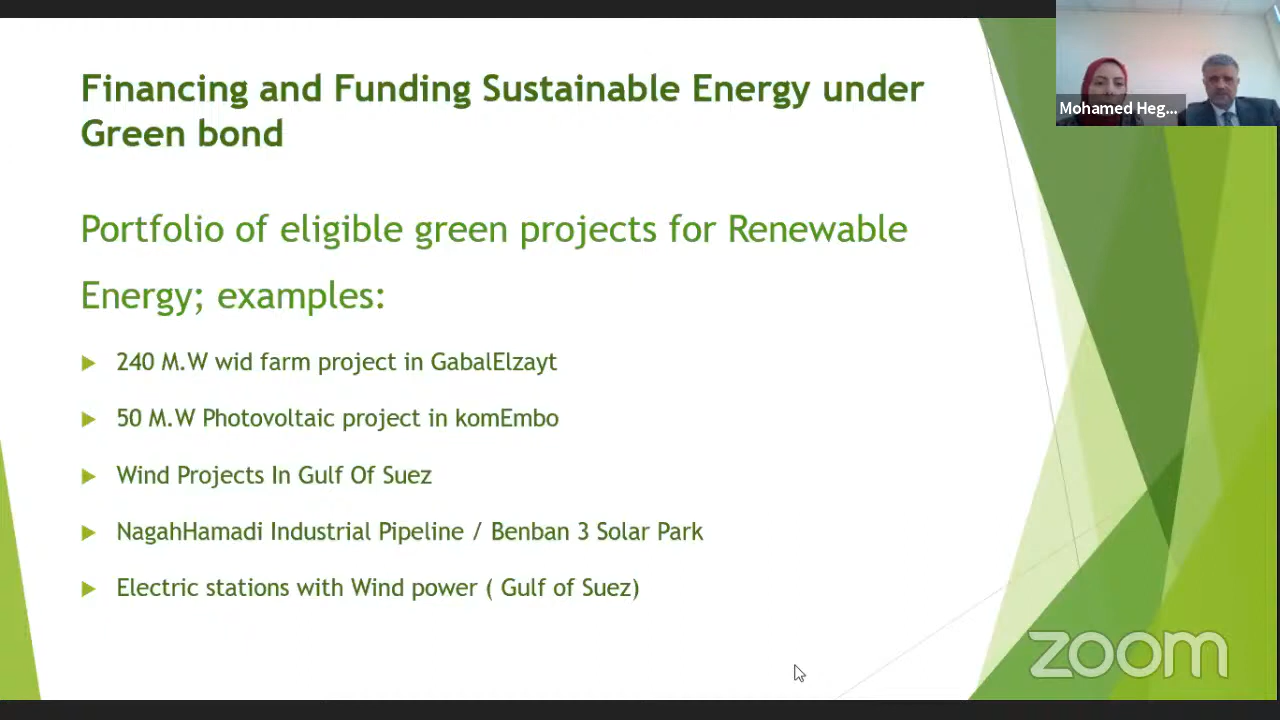 Financing and Funding Sustainable Energy under
Green bond
Mohamed Heg...
Portfolio of eligible green projects for Renewable
Energy; examples:
240 M.W wid farm project in GabalElzayt
50 M.W Photovoltaic project in komEmbo
Wind Projects In Gulf Of Suez
NagahHamadi Industrial Pipeline / Benban 3 Solar Park
Electric stations with Wind power ( Gulf of Suez)
zoom